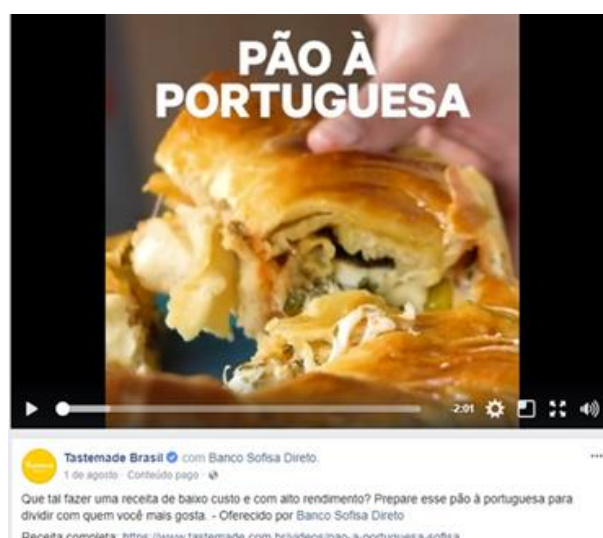 PÃO À
PORTUGUESA
-2:01
Tastemade Brasil com Banco Sofisa Direto.
1 de agosto · Conteúdo pago ·
Que tal fazer uma receita de baixo custo e com alto rendimento? Prepare esse pão à portuguesa para
dividir com quem você mais gosta. - Oferecido por Banco Sofisa Direto
Receita completa: https://www.tastemade.com.br/videos/pao-a-portuguesa-sofisa